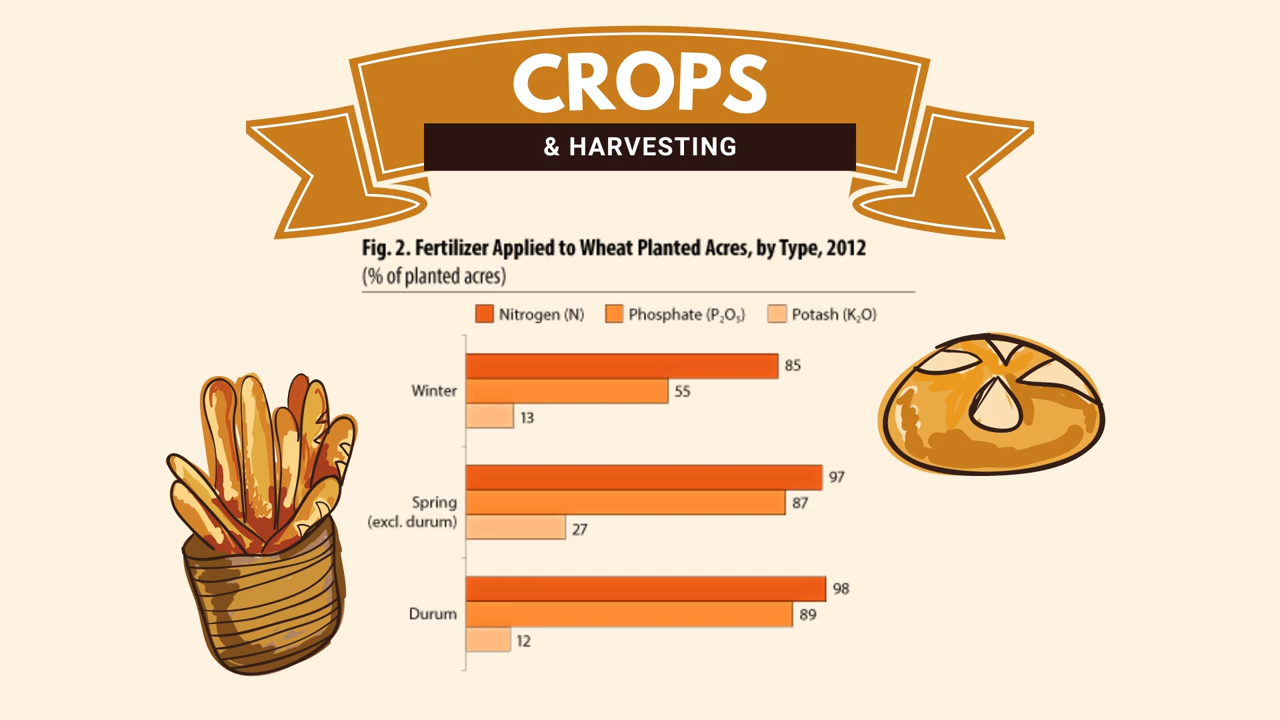 CROPS
& HARVESTING
Fig. 2. Fertilizer Applied to Wheat Planted Acres, by Type, 2012
(% of planted acres)
Nitrogen (N) Phosphate (P₂O₅) Potash (K₂O)
85
Winter 55
13
97
Spring 87
(excl. durum) 27
98
Durum 89
12